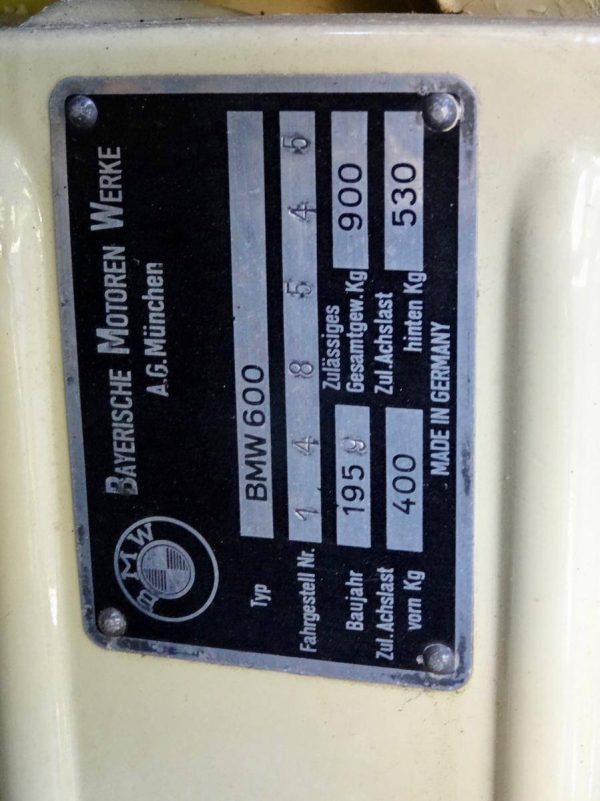 BMW
BAYERISCHE MOTOREN WERKE
A.G. München
Typ BMW 600
Fahrgestell Nr. 1 4 8 5 4 5
Baujahr 1959 Zulässiges Gesamtgew. Kg 900
Zul. Achslast vorn Kg 400 Zul. Achslast hinten Kg 530
MADE IN GERMANY